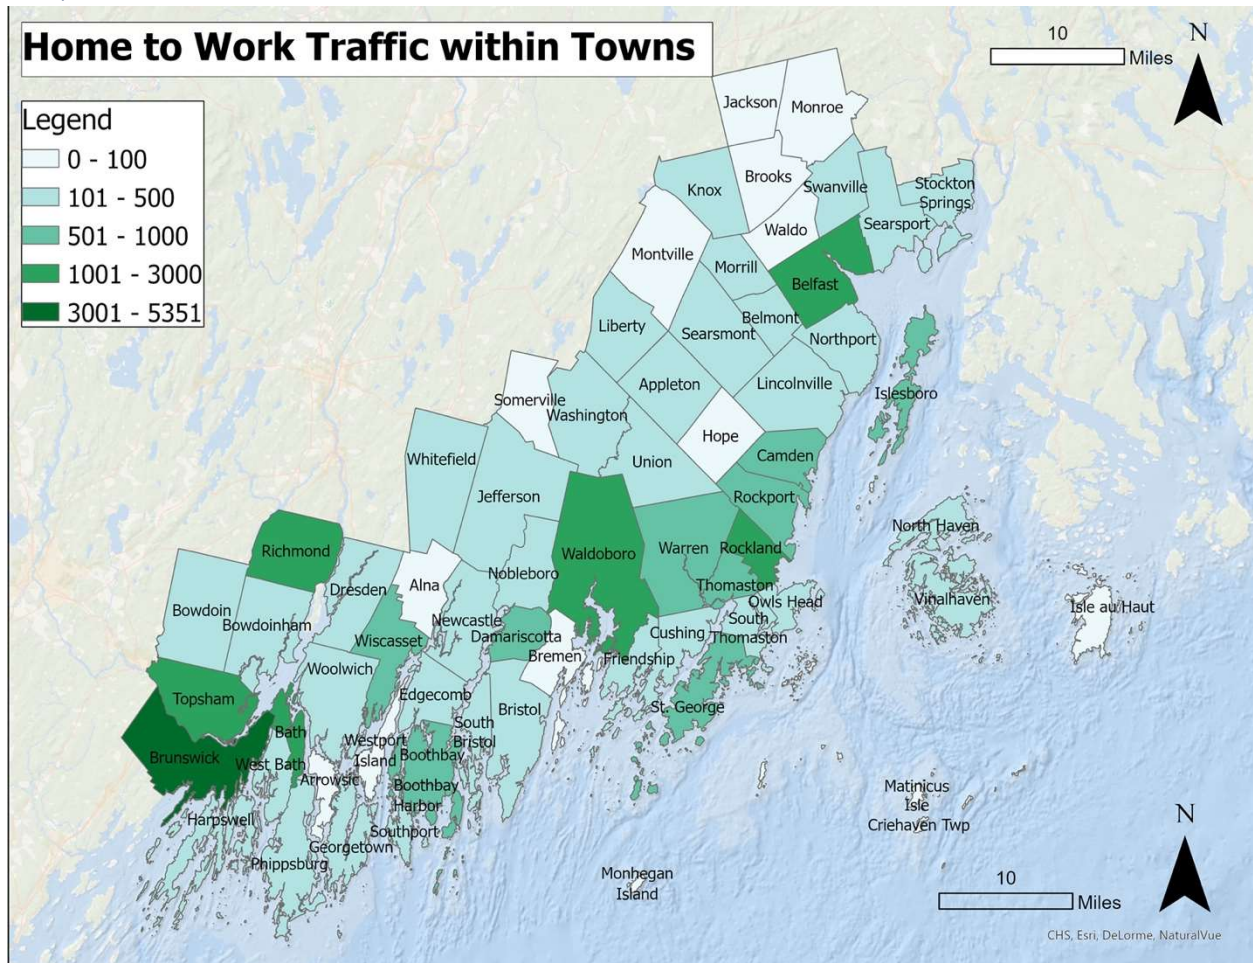 Home to Work Traffic within Towns
10
Miles
N
Legend
0 - 100
101 - 500
501 - 1000
1001 - 3000
3001 - 5351
Jackson
Monroe
Brooks
Knox
Swanville
Stockton
Springs
Searsport
Waldo
Montville
Morrill
Belfast
Belmont
Liberty
Searsmont
Northport
Appleton
Lincolnville
Islesboro
Somerville
Washington
Hope
Camden
Whitefield
Union
Jefferson
Rockport
North Haven
Richmond
Waldoboro
Warren
Rockland
Alna
Nobleboro
Dresden
Thomaston
Owls Head
Vinalhaven
Isle au Haut
Bowdoin
Bowdoinham
Newcastle
Damariscotta
Wiscasset
Cushing
South
Thomaston
Bremen
Friendship
Woolwich
Edgecomb
Topsham
Bristol
St. George
South
Bristol
Bath
Westport
Island
Boothbay
Brunswick
West Bath
Arrowsic
Boothbay
Harbor
Matinicus
Isle
Criehaven Twp
Harpswell
Southport
Georgetown
Phippsburg
Monhegan
Island
N
10
Miles
CHS, Esri, DeLorme, NaturalVue